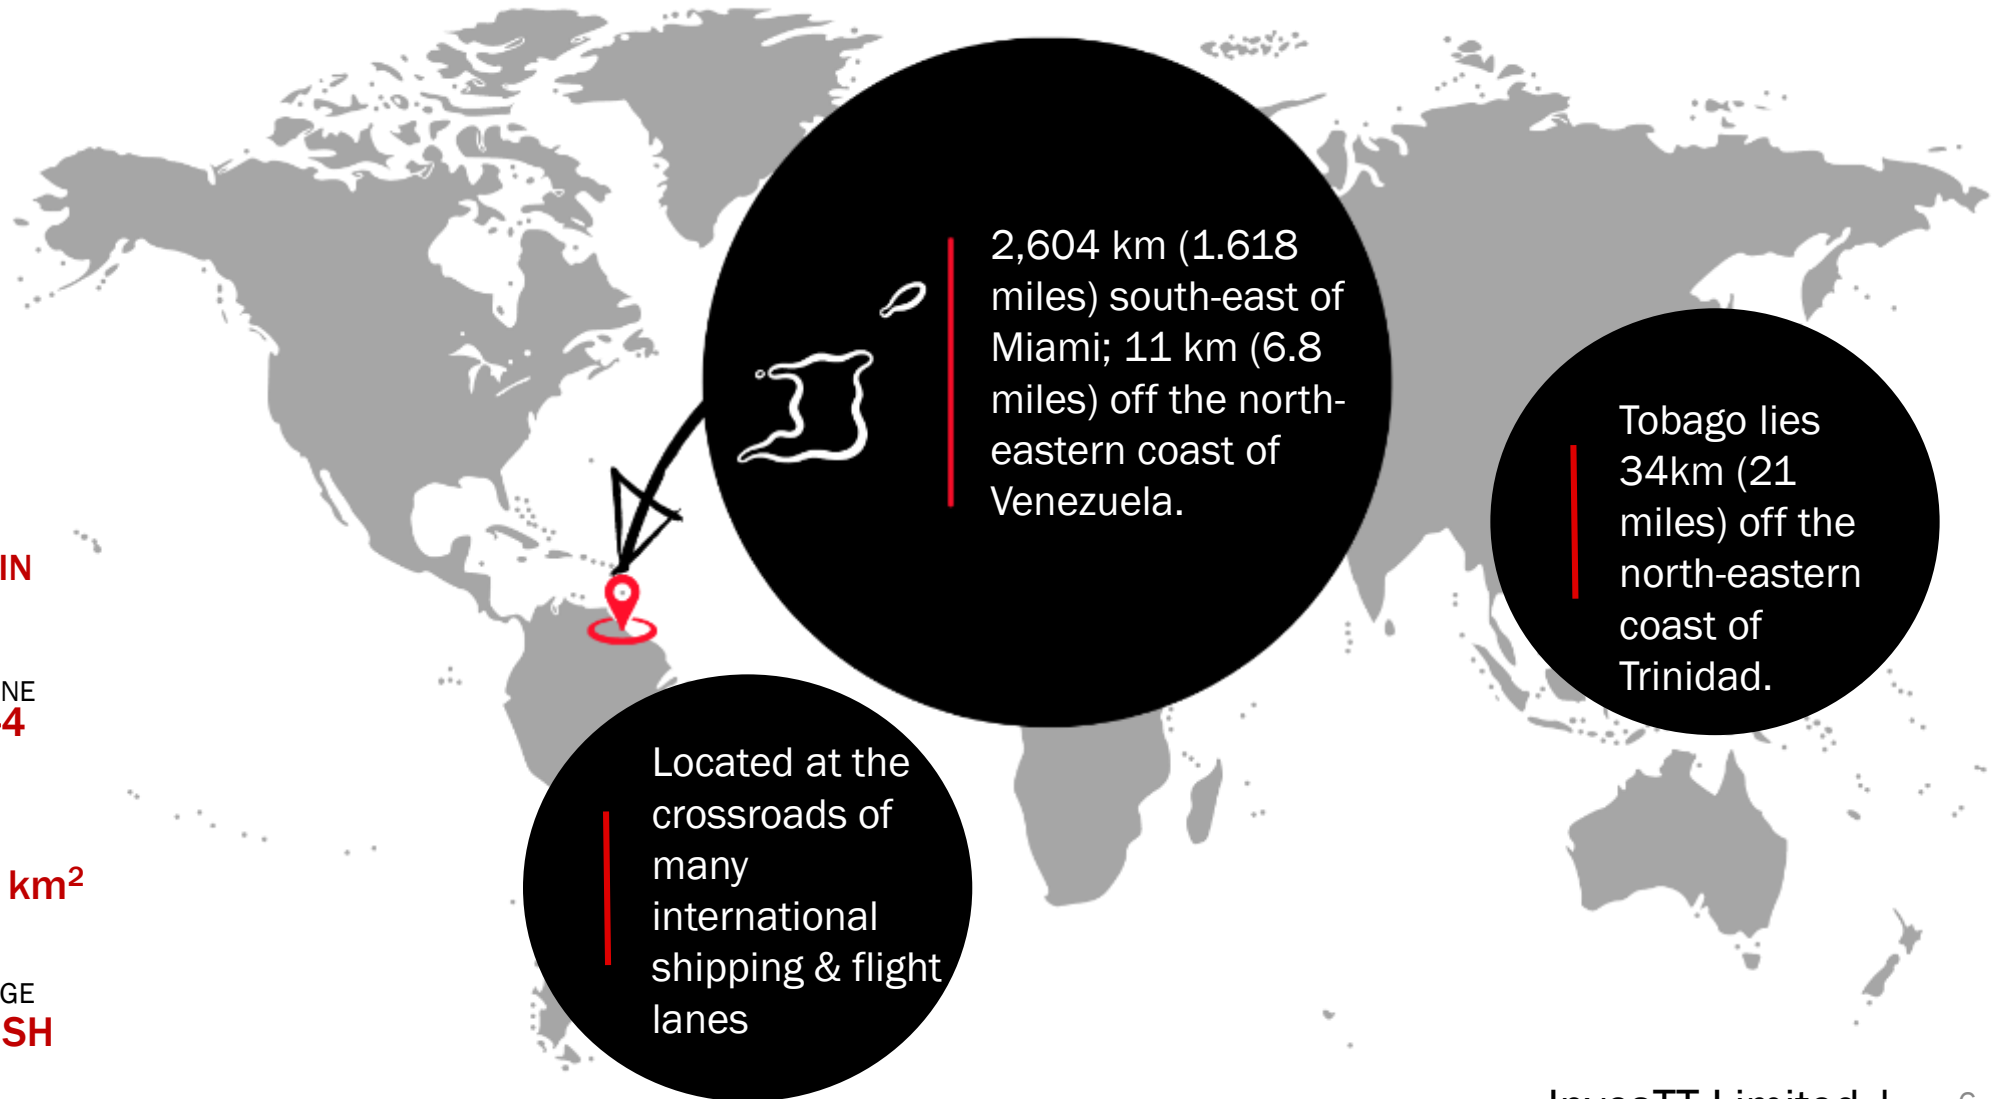 2,604 km (1.618
miles) south-east of
Miami; 11 km (6.8
miles) off the north-
eastern coast of
Venezuela.
Tobago lies
34km (21
miles) off the
north-eastern
coast of
Trinidad.
Located at the
crossroads of
many
international
shipping & flight
lanes
IN
NE
4
km²
GE
SH
InvesTT Limited |